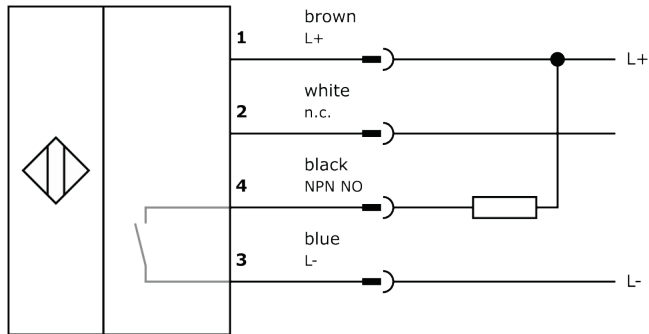 brown
1 L+
L+
white
2 n.c.
black
4 NPN NO
blue
3 L-
L-